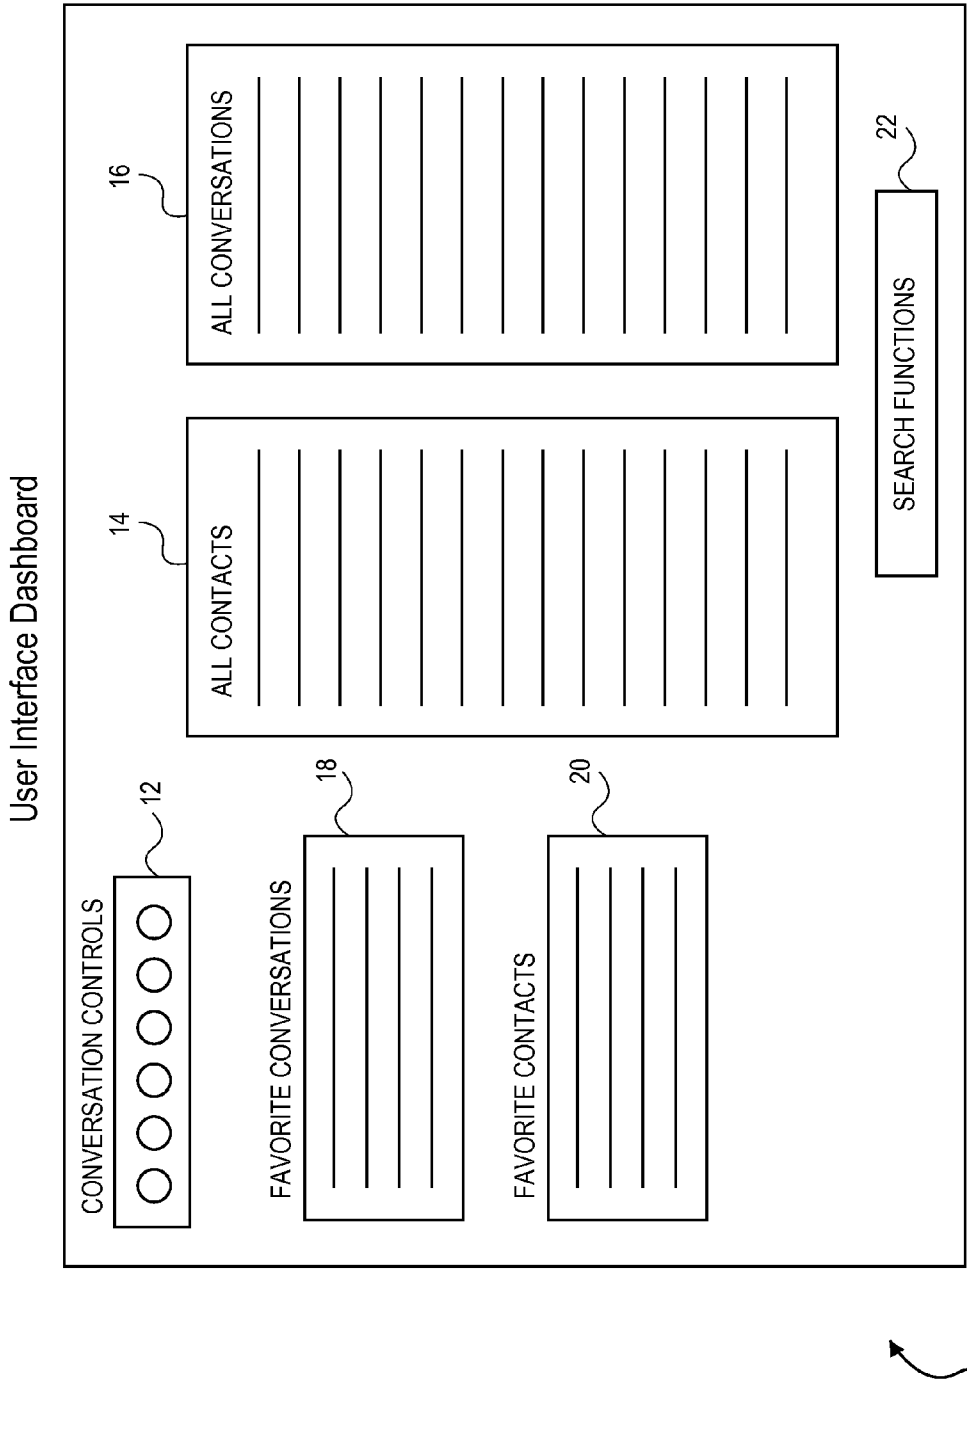 User Interface Dashboard
CONVERSATION CONTROLS
12
FAVORITE CONVERSATIONS
18
FAVORITE CONTACTS
20
14
ALL CONTACTS
16
ALL CONVERSATIONS
22
SEARCH FUNCTIONS